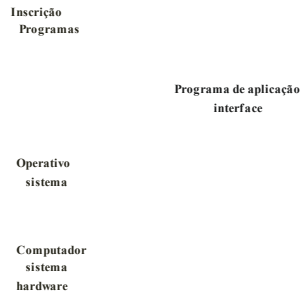 Inscrição
Programas
Programa de aplicação
interface
Operativo
sistema
Computador
sistema
hardware